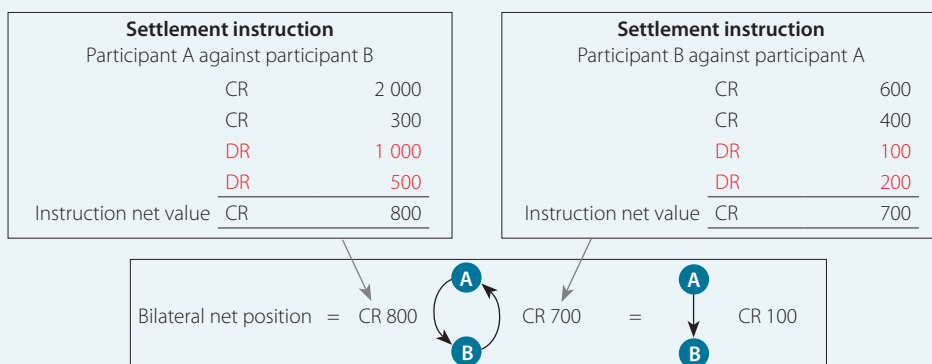 Settlement instruction
Participant A against participant B
CR 2 000
CR 300
DR 1 000
DR 500
Instruction net value CR 800
Settlement instruction
Participant B against participant A
CR 600
CR 400
DR 100
DR 200
Instruction net value CR 700
A A
Bilateral net position = CR 800 CR 700 = CR 100
B B